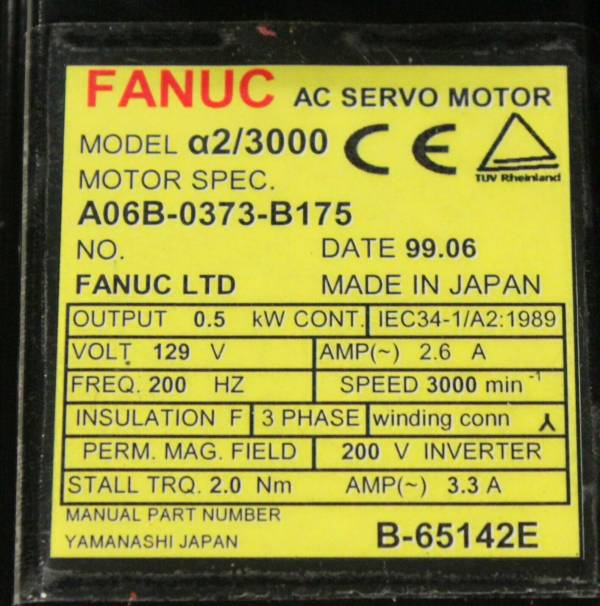 FANUC AC SERVO MOTOR
MODEL α2/3000 CE
TUV Rheinland
MOTOR SPEC.
A06B-0373-B175
NO. DATE 99.06
FANUC LTD MADE IN JAPAN
OUTPUT 0.5 kW CONT. IEC34-1/A2:1989
VOLT 129 V AMP(~) 2.6 A
FREQ. 200 HZ SPEED 3000 min⁻¹
INSULATION F 3 PHASE winding conn ⅄
PERM. MAG. FIELD 200 V INVERTER
STALL TRQ. 2.0 Nm AMP(~) 3.3 A
MANUAL PART NUMBER
YAMANASHI JAPAN B-65142E